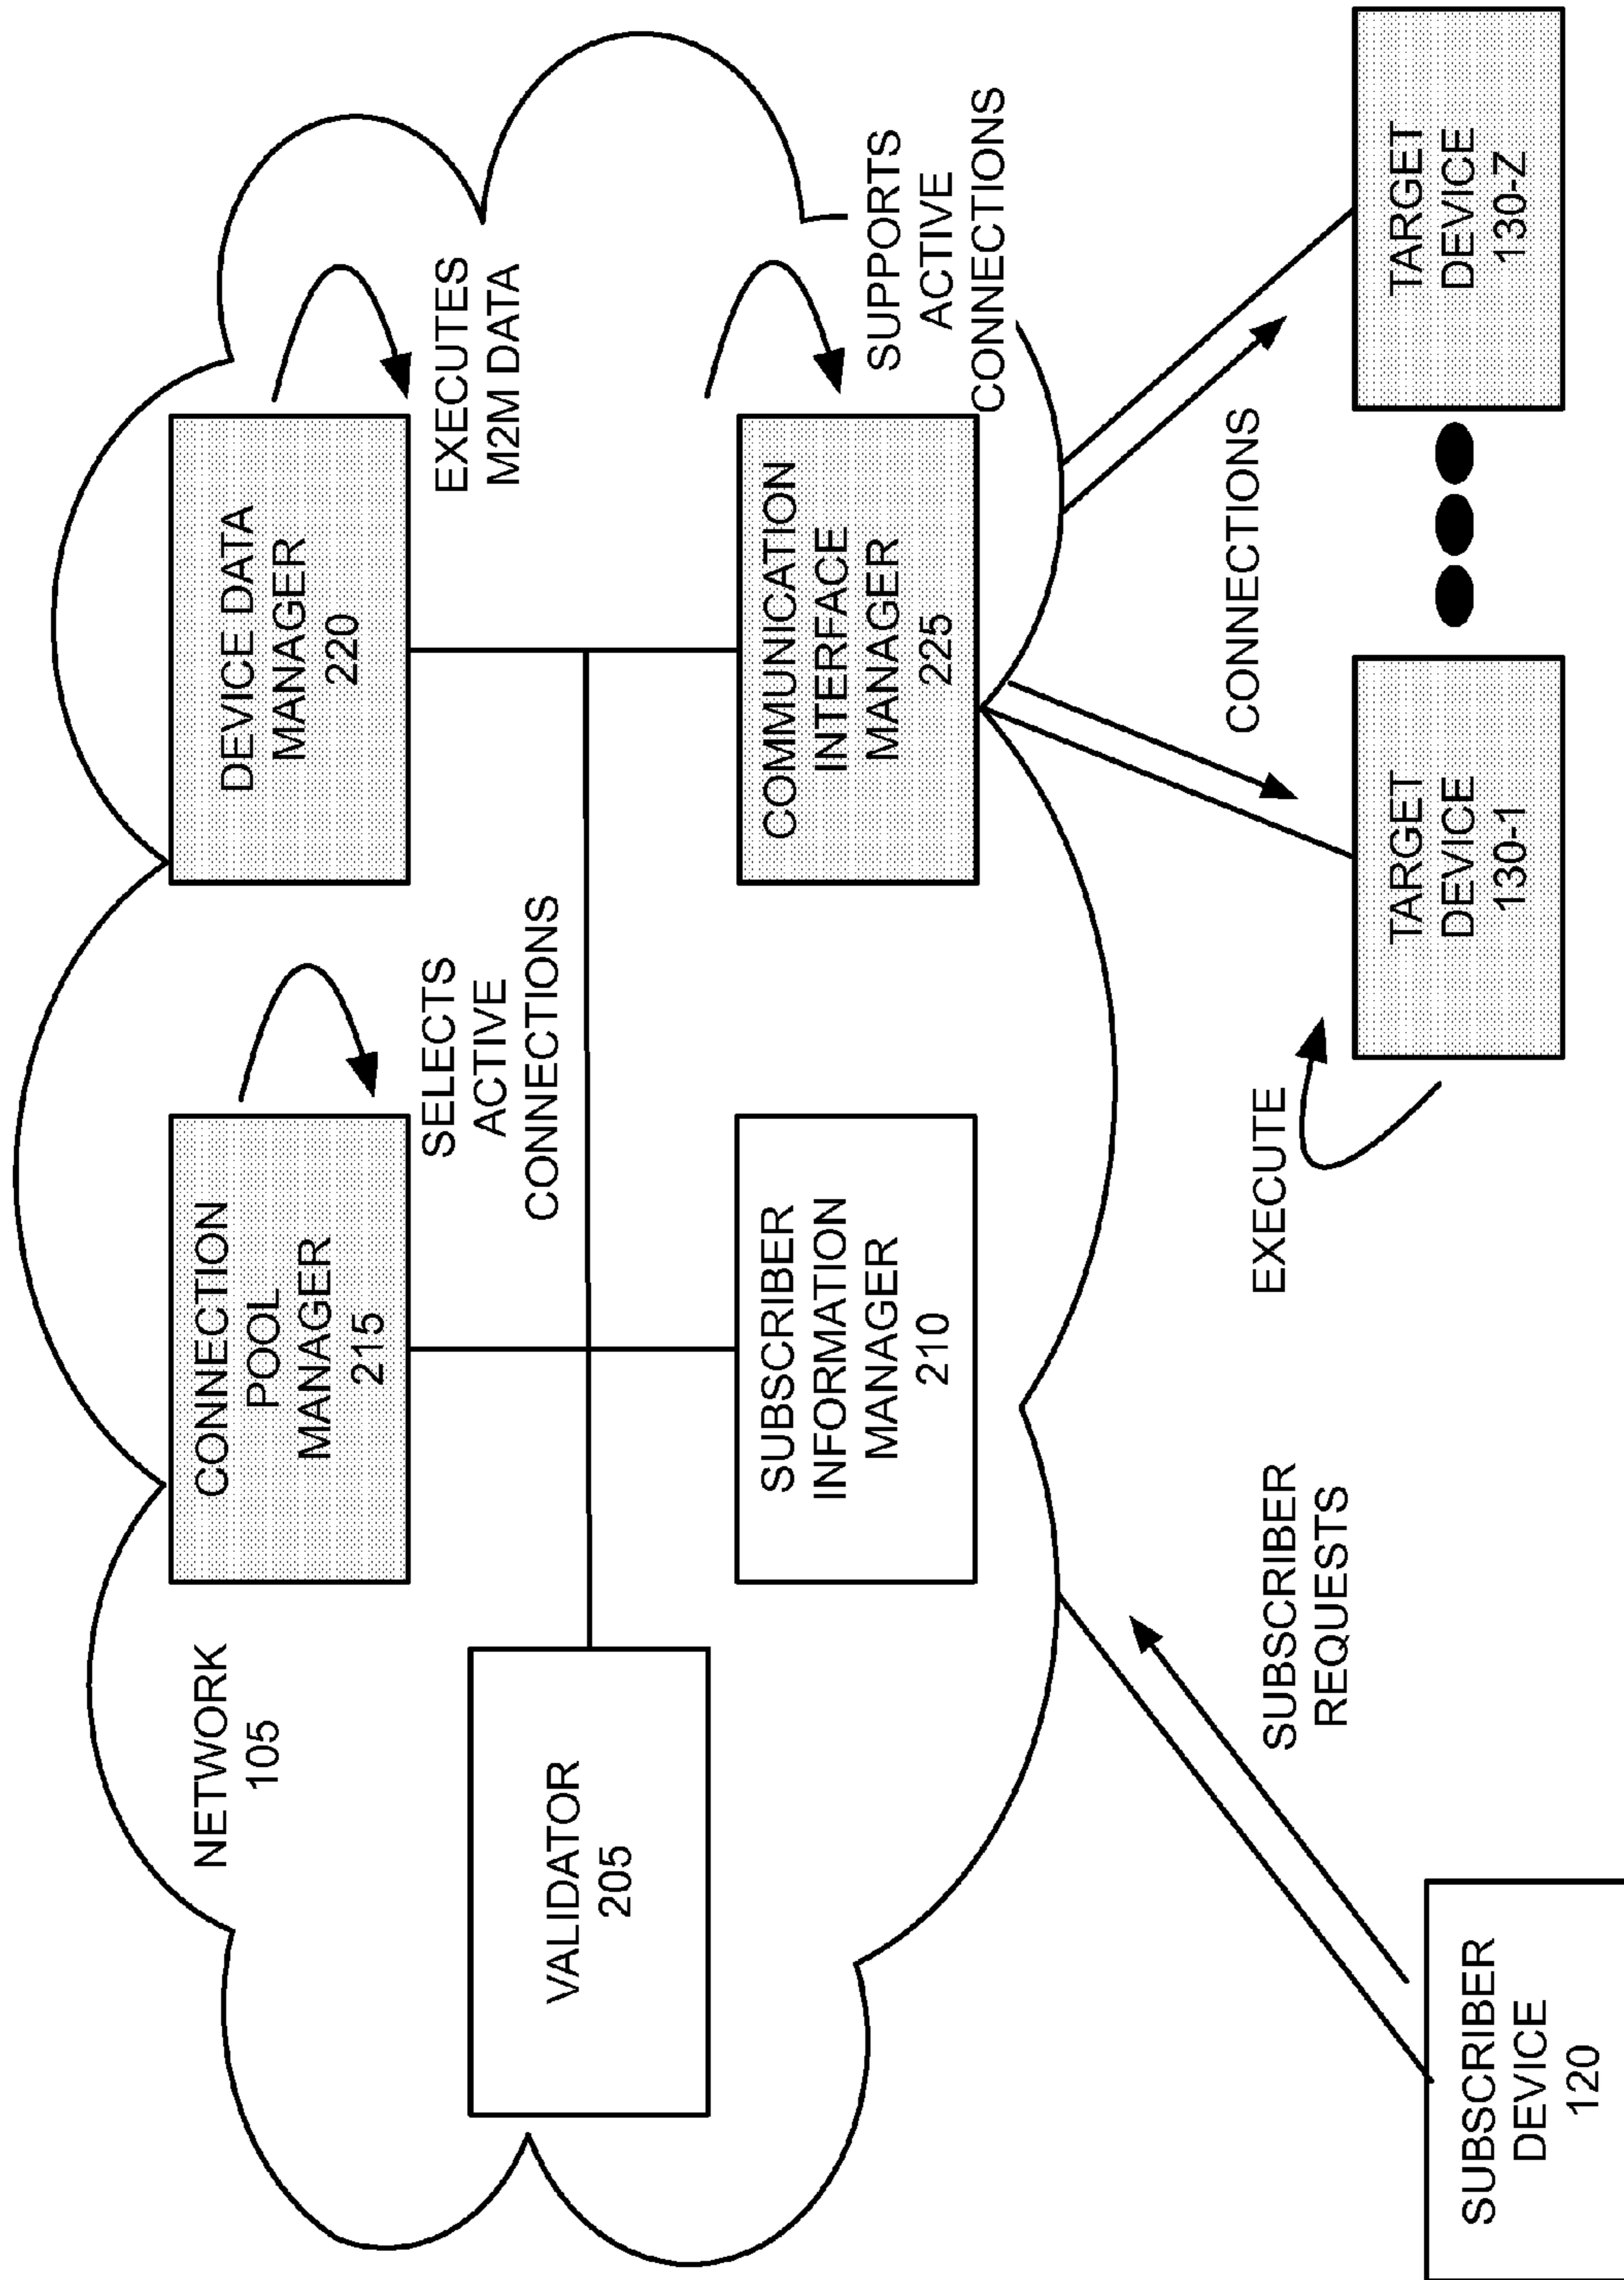 NETWORK
105
CONNECTION
POOL
MANAGER
215
DEVICE DATA
MANAGER
220
SELECTS
ACTIVE
CONNECTIONS
EXECUTES
M2M DATA
VALIDATOR
205
SUBSCRIBER
INFORMATION
MANAGER
210
COMMUNICATION
INTERFACE
MANAGER
225
SUPPORTS
ACTIVE
CONNECTIONS
SUBSCRIBER
REQUESTS
EXECUTE
CONNECTIONS
SUBSCRIBER
DEVICE
120
TARGET
DEVICE
130-1
TARGET
DEVICE
130-Z